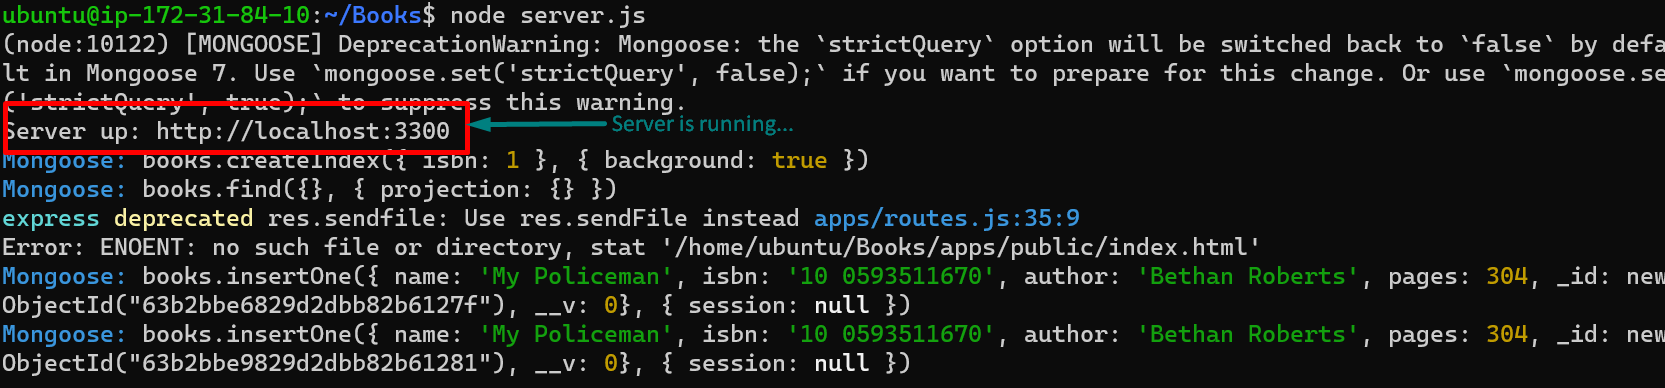 ubuntu@ip-172-31-84-10:~/Books$ node server.js
(node:10122) [MONGOOSE] DeprecationWarning: Mongoose: the `strictQuery` option will be switched back to `false` by defau
lt in Mongoose 7. Use `mongoose.set('strictQuery', false);` if you want to prepare for this change. Or use `mongoose.se
('strictQuery', true);` to suppress this warning.
Server up: http://localhost:3300 Server is running...
Mongoose: books.createIndex({ isbn: 1 }, { background: true })
Mongoose: books.find({}, { projection: {} })
express deprecated res.sendfile: Use res.sendFile instead apps/routes.js:35:9
Error: ENOENT: no such file or directory, stat '/home/ubuntu/Books/apps/public/index.html'
Mongoose: books.insertOne({ name: 'My Policeman', isbn: '10 0593511670', author: 'Bethan Roberts', pages: 304, _id: new
ObjectId("63b2bbe6829d2dbb82b6127f"), __v: 0}, { session: null })
Mongoose: books.insertOne({ name: 'My Policeman', isbn: '10 0593511670', author: 'Bethan Roberts', pages: 304, _id: new
ObjectId("63b2bbe9829d2dbb82b61281"), __v: 0}, { session: null })